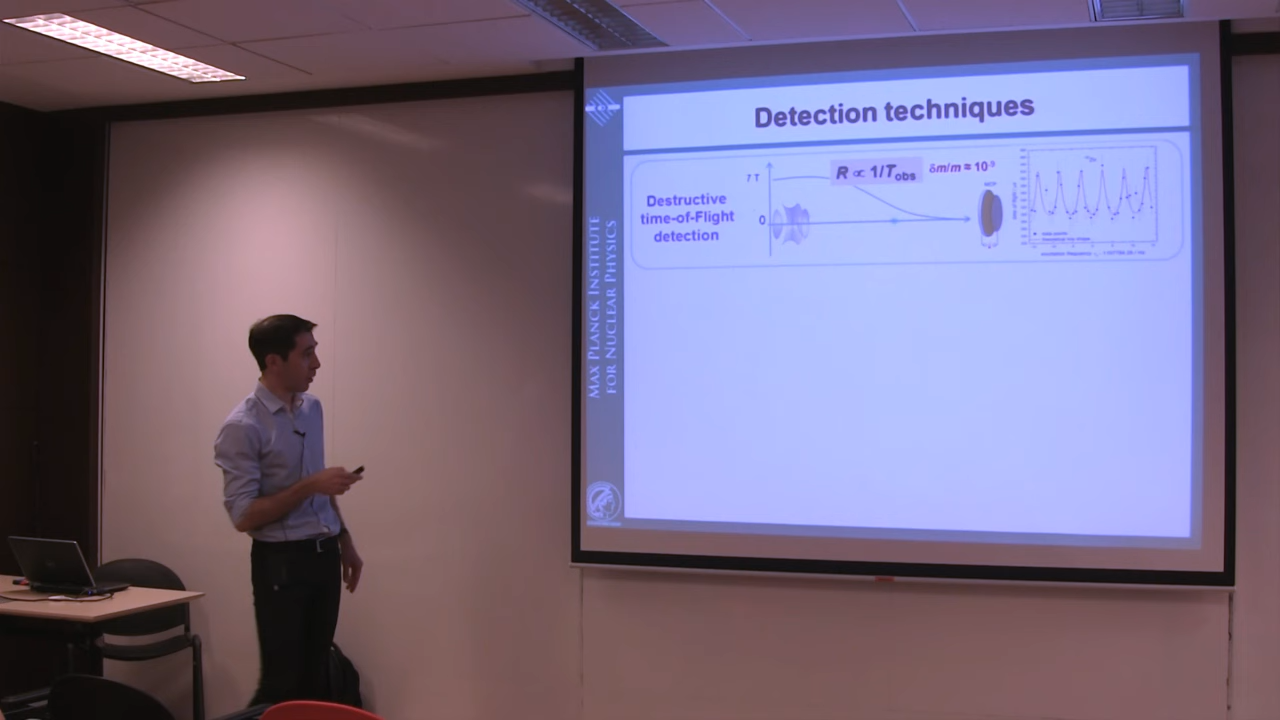 Detection techniques
Destructive
time-of-Flight
detection
7 T
0
R ∝ 1/Tobs
δm/m ≈ 10⁻⁹
MCP
MAX PLANCK INSTITUTE
FOR NUCLEAR PHYSICS